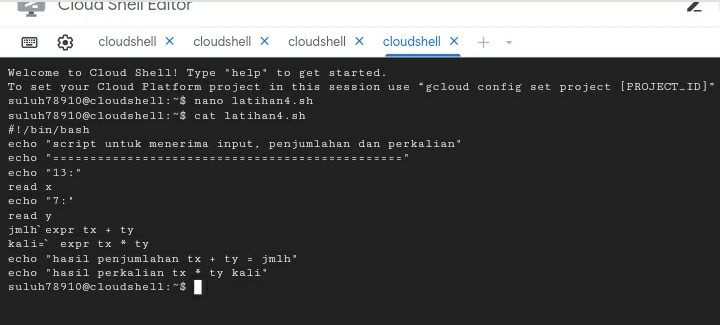 Cloud Shell Editor
cloudshell × cloudshell × cloudshell × cloudshell × +
Welcome to Cloud Shell! Type "help" to get started.
To set your Cloud Platform project in this session use “gcloud config set project [PROJECT_ID]”
suluh78910@cloudshell:~$ nano latihan4.sh
suluh78910@cloudshell:~$ cat latihan4.sh
#!/bin/bash
echo "script untuk menerima input, penjumlahan dan perkalian"
echo "==============================================="
echo "13:"
read x
echo "7:'
read y
jmlh`expr tx + ty
kali=` expr tx * ty
echo "hasil penjumlahan tx + ty = jmlh"
echo "hasil perkalian tx * ty kali"
suluh78910@cloudshell:~$